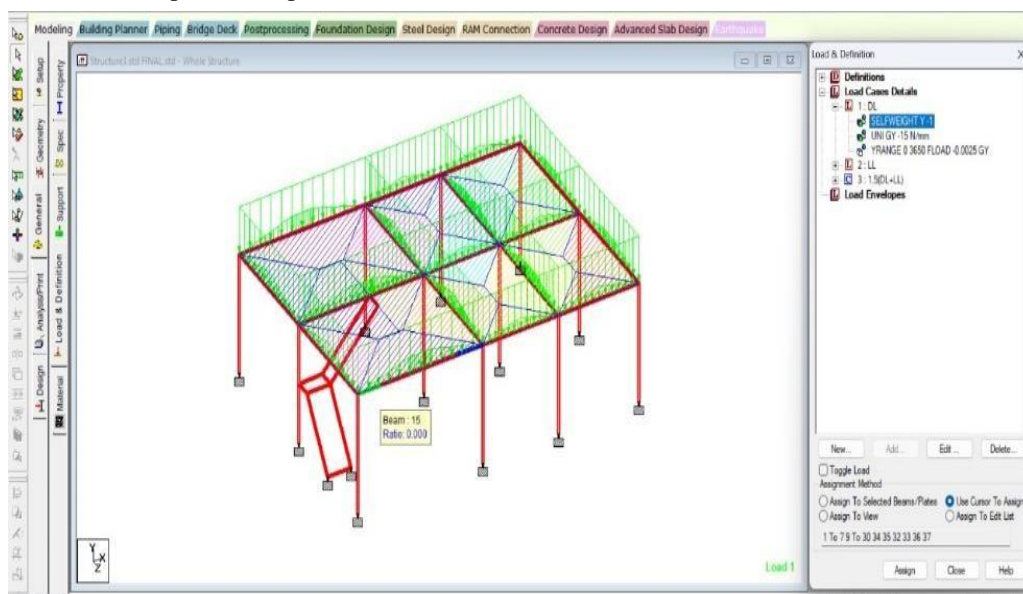 Modeling Building Planner Piping Bridge Deck Postprocessing Foundation Design Steel Design RAM Connection Concrete Design Advanced Slab Design Earthquake
Setup
Geometry
General
Analysis/Print
Design
Property
Spec
Support
Load & Definition
Material
Structure1.std FINAL.std - Whole Structure
Beam : 15
Ratio: 0.000
Y
X
Z
Load 1
Load & Definition
Definitions
Load Cases Details
1 : DL
SELFWEIGHT Y -1
UNI GY -15 N/mm
YRANGE 0 3650 FLOAD -0.0025 GY
2 : LL
3 : 1.5(DL+LL)
Load Envelopes
New... Add... Edit ... Delete...
Toggle Load
Assignment Method
Assign To Selected Beams/Plates Use Cursor To Assign
Assign To View Assign To Edit List
1 To 7 9 To 30 34 35 32 33 36 37
Assign Close Help